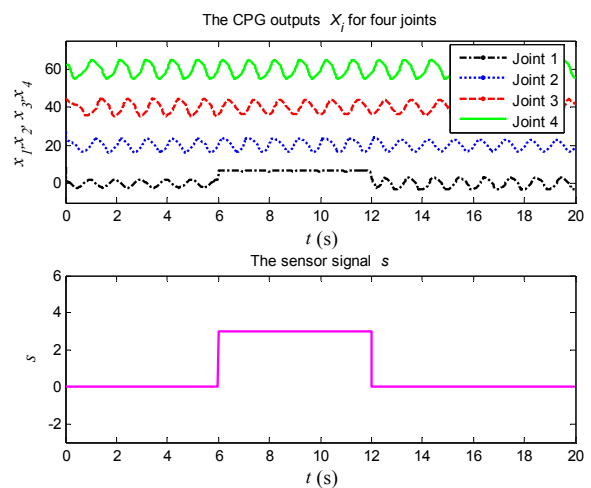 The CPG outputs Xi for four joints
60
40
20
0
x1,x2, x3,x4
Joint 1
Joint 2
Joint 3
Joint 4
0 2 4 6 8 10 12 14 16 18 20
t (s)
The sensor signal s
6
4
2
0
-2
s
0 2 4 6 8 10 12 14 16 18 20
t (s)